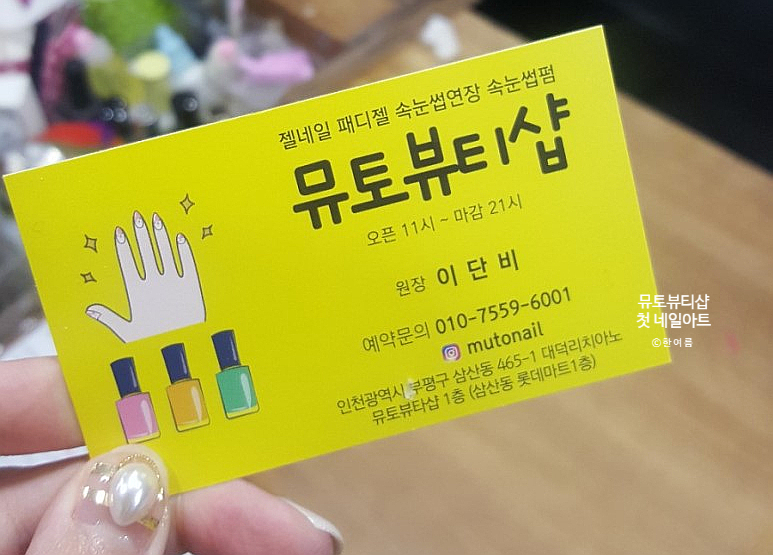 젤네일 패디젤 속눈썹연장 속눈썹펌
뮤토뷰티샵
오픈 11시 ~ 마감 21시
원장 이 단 비
예약문의 010-7559-6001
mutonail
인천광역시 부평구 삼산동 465-1 대덕리치아노
뮤토뷰타샵 1층 (삼산동 롯데마트1층)
뮤토뷰티샵
첫 네일아트
©한여름